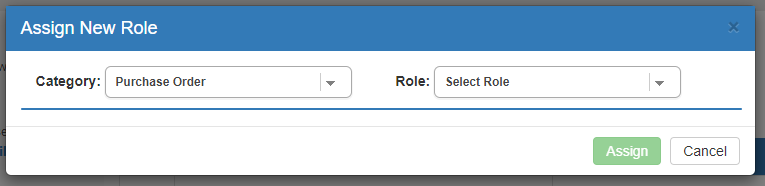 Assign New Role
×
Category: Purchase Order Role: Select Role
Assign Cancel